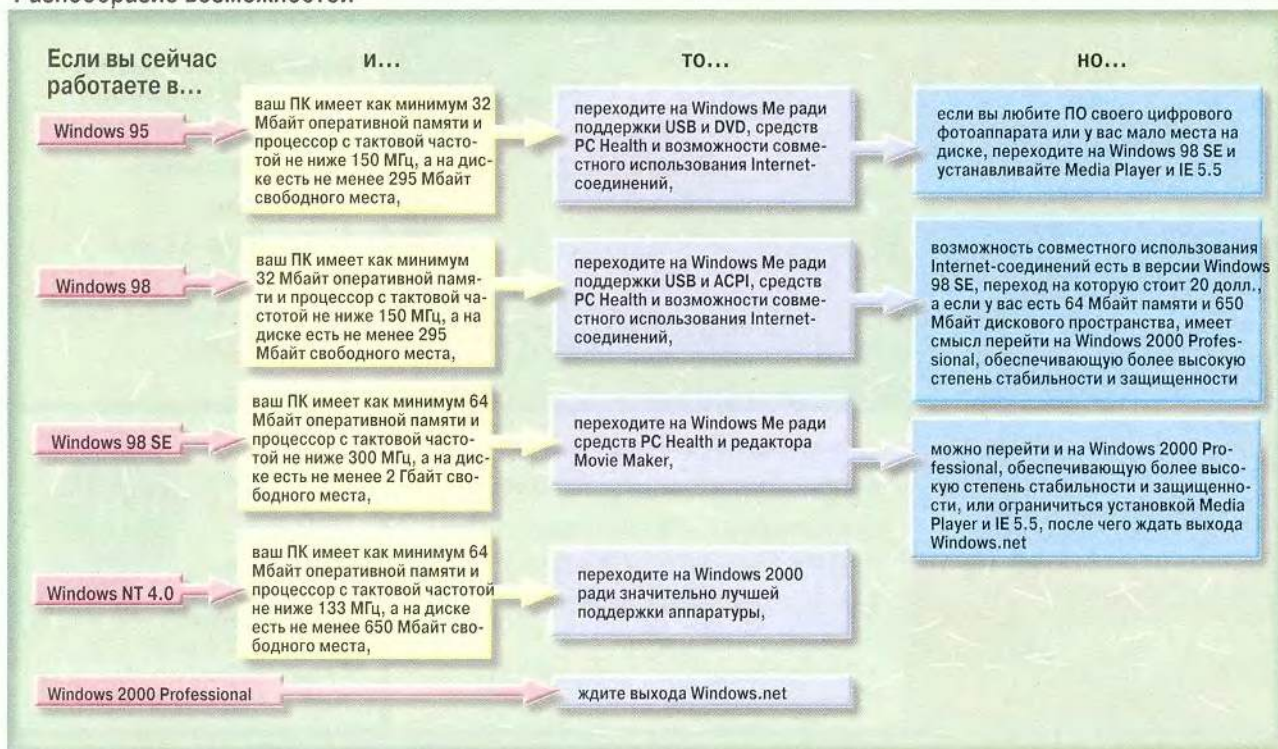 Разнообразие возможностей
Если вы сейчас
работаете в...
и...
то...
но...
Windows 95
ваш ПК имеет как минимум 32
Мбайт оперативной памяти и
процессор с тактовой часто-
той не ниже 150 МГц, а на дис-
ке есть не менее 295 Мбайт
свободного места,
переходите на Windows Me ради
поддержки USB и DVD, средств
PC Health и возможности совме-
стного использования Internet-
соединений,
если вы любите ПО своего цифрового
фотоаппарата или у вас мало места на
диске, переходите на Windows 98 SE и
устанавливайте Media Player и IE 5.5
Windows 98
ваш ПК имеет как минимум
32 Мбайт оперативной памя-
ти и процессор с тактовой ча-
стотой не ниже 150 МГц, а на
диске есть не менее 295
Мбайт свободного места,
переходите на Windows Me ради
поддержки USB и ACPI, средств
PC Health и возможности совме-
стного использования Internet-
соединений,
возможность совместного использования
Internet-соединений есть в версии Windows
98 SE, переход на которую стоит 20 долл.,
а если у вас есть 64 Мбайт памяти и 650
Мбайт дискового пространства, имеет
смысл перейти на Windows 2000 Profes-
sional, обеспечивающую более высокую
степень стабильности и защищенности
Windows 98 SE
ваш ПК имеет как минимум 64
Мбайт оперативной памяти и
процессор с тактовой часто-
той не ниже 300 МГц, а на дис-
ке есть не менее 2 Гбайт сво-
бодного места,
переходите на Windows Me ради
средств PC Health и редактора
Movie Maker,
можно перейти и на Windows 2000 Pro-
fessional, обеспечивающую более высо-
кую степень стабильности и защищенно-
сти, или ограничиться установкой Media
Player и IE 5.5, после чего ждать выхода
Windows.net
Windows NT 4.0
ваш ПК имеет как минимум 64
Мбайт оперативной памяти и
процессор с тактовой частотой
не ниже 133 МГц, а на диске
есть не менее 650 Мбайт сво-
бодного места,
переходите на Windows 2000
ради значительно лучшей
поддержки аппаратуры,
Windows 2000 Professional
ждите выхода Windows.net